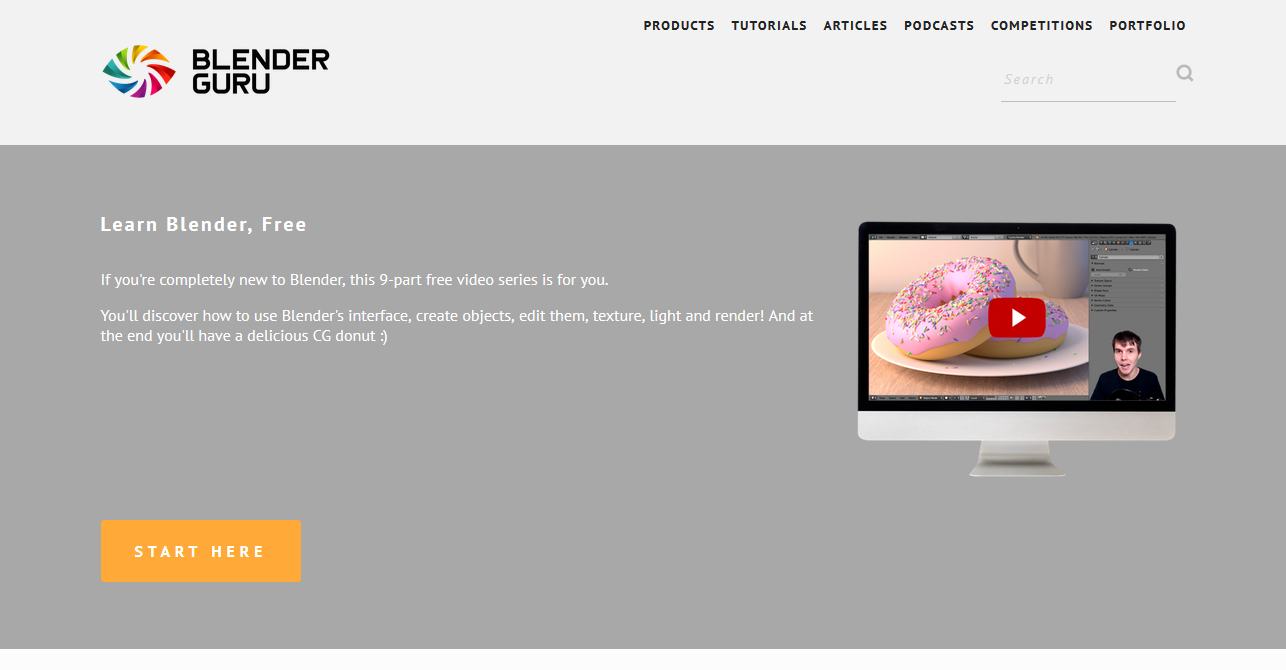 PRODUCTS TUTORIALS ARTICLES PODCASTS COMPETITIONS PORTFOLIO
BLENDER
GURU
Search
Learn Blender, Free
If you're completely new to Blender, this 9-part free video series is for you.
You'll discover how to use Blender's interface, create objects, edit them, texture, light and render! And at
the end you'll have a delicious CG donut :)
START HERE